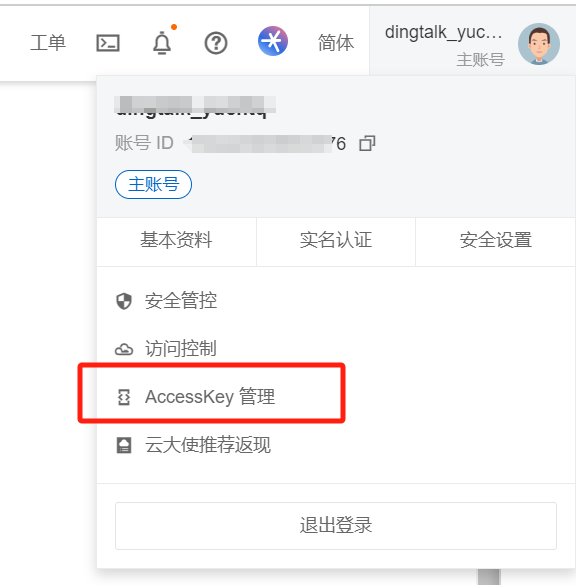 工单
简体
dingtalk_yuc...
主账号
账号 ID 76
主账号
基本资料
实名认证
安全设置
安全管控
访问控制
AccessKey 管理
云大使推荐返现
退出登录